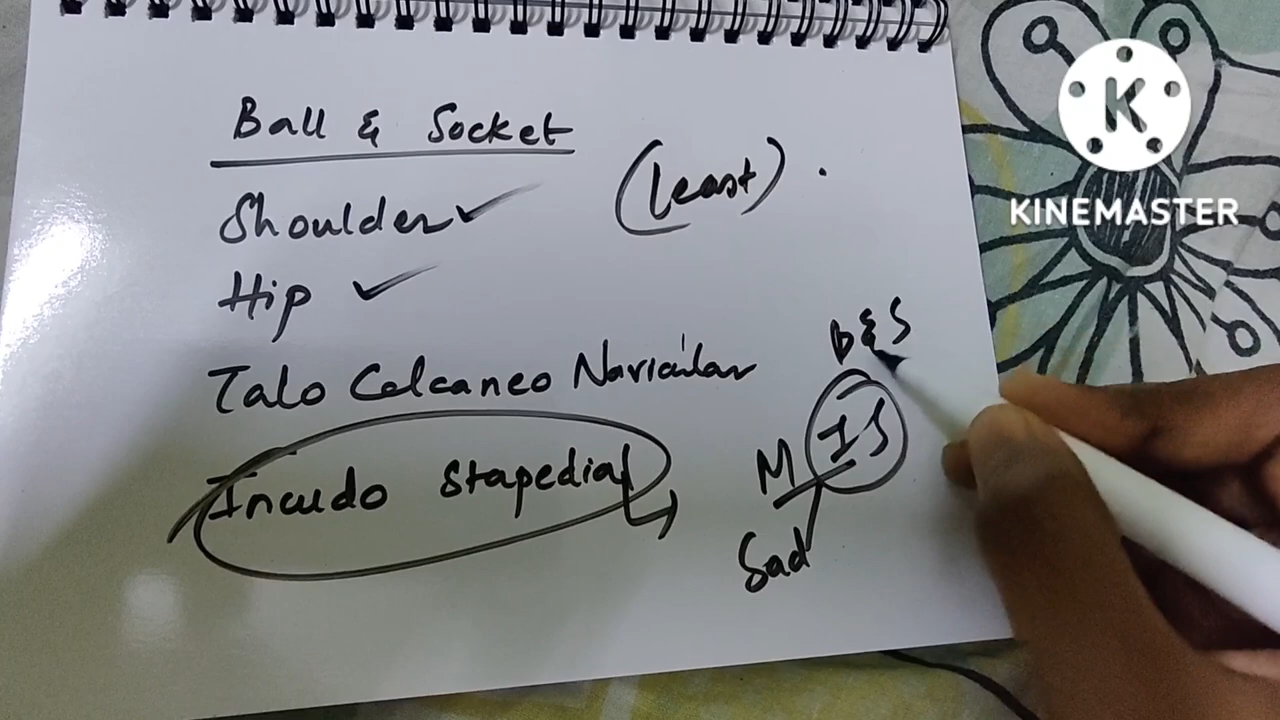 Ball & Socket
Shoulder ✓ (least).
Hip ✓
Talo Calcaneo Navicular
Incudo Stapedial
B & S
M IS
Sad
K
KINEMASTER